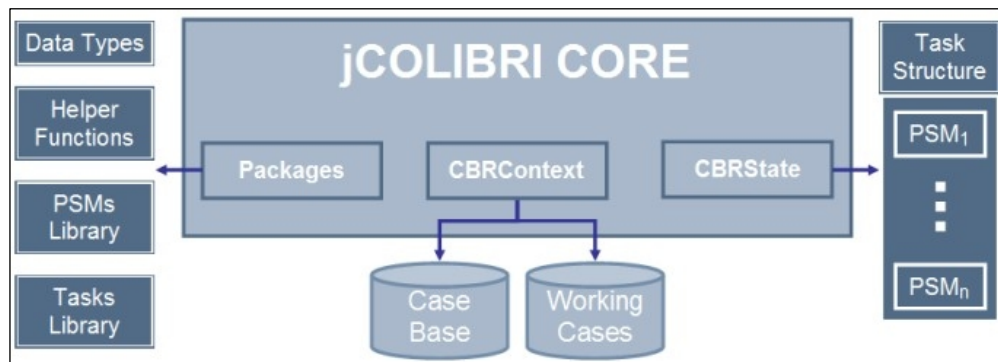 Data Types
Helper
Functions
PSMs
Library
Tasks
Library
jCOLIBRI CORE
Packages
CBRContext
CBRState
Case
Base
Working
Cases
Task
Structure
PSM₁
PSMₙ